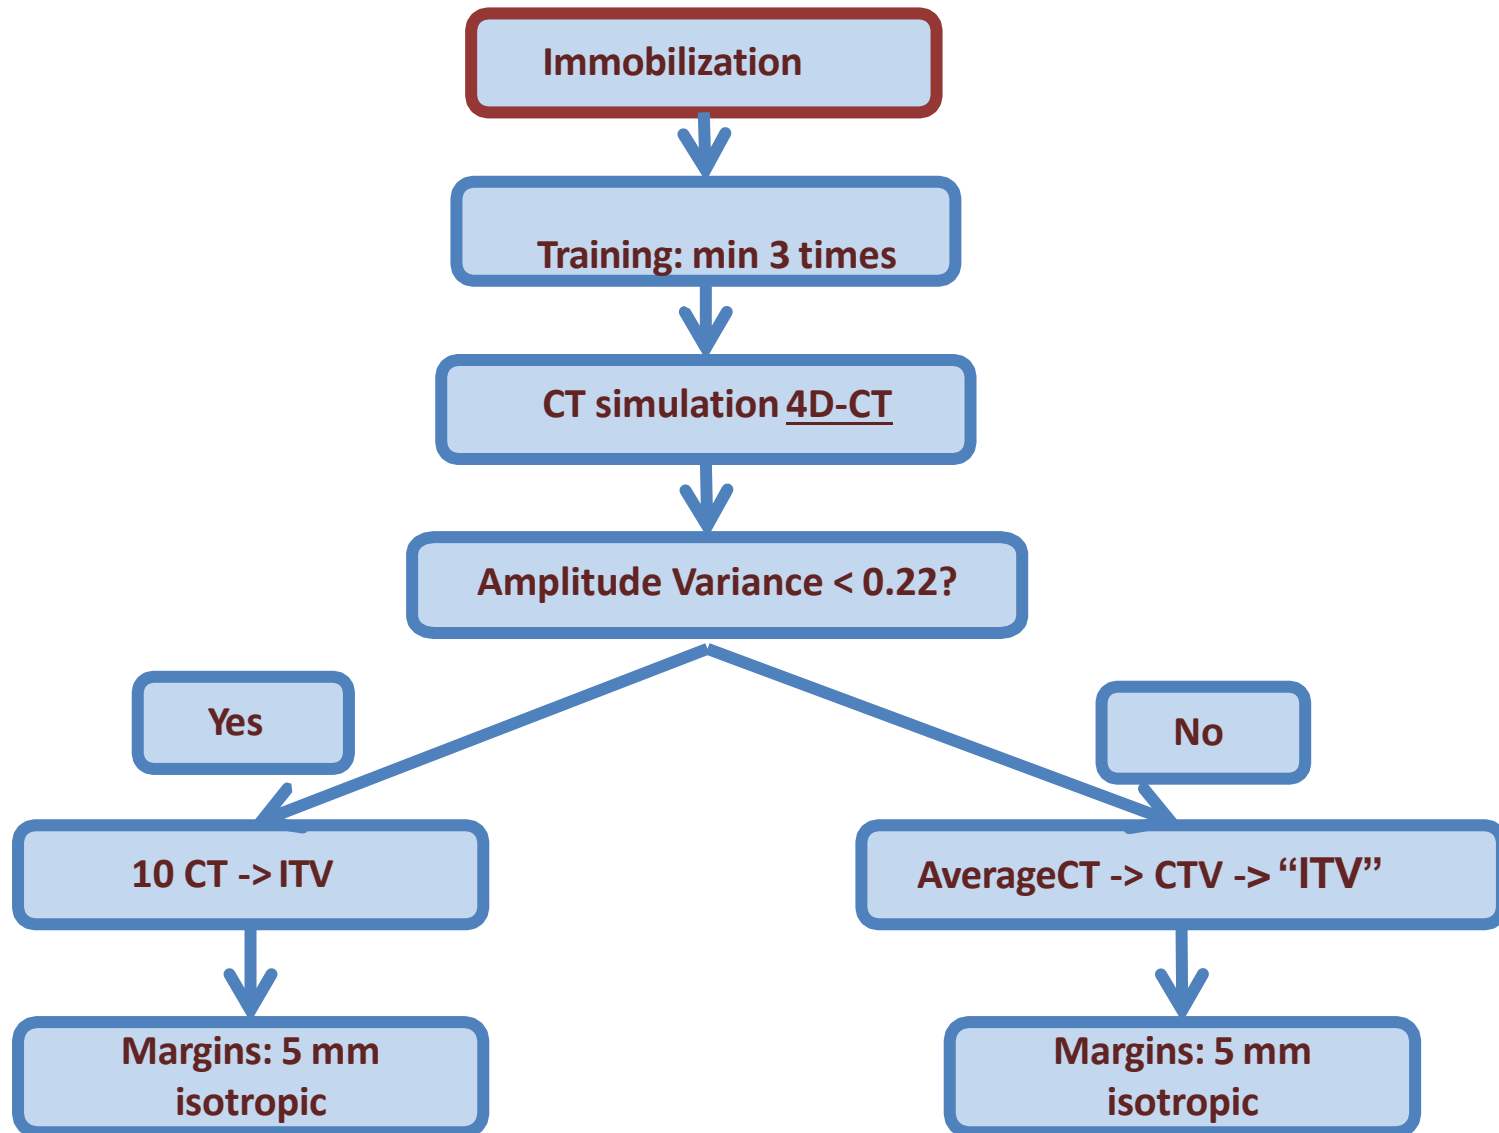 Immobilization
Training: min 3 times
CT simulation 4D-CT
Amplitude Variance < 0.22?
Yes
No
10 CT -> ITV
AverageCT -> CTV -> “ITV”
Margins: 5 mm
isotropic
Margins: 5 mm
isotropic